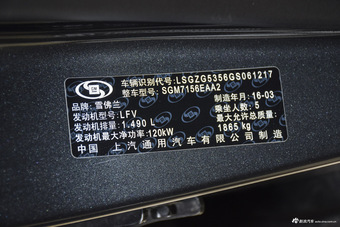 车辆识别代号: LSGZG5356GS061217
整车型号: SGM7156EAA2
品牌: 雪佛兰
制造年月: 16-03
发动机型号: LFV
乘坐人数: 5
发动机排量: 1.490 L
最大允许总质量:
发动机最大净功率: 120kW
1865 kg
中国 上汽通用汽车有限公司制造